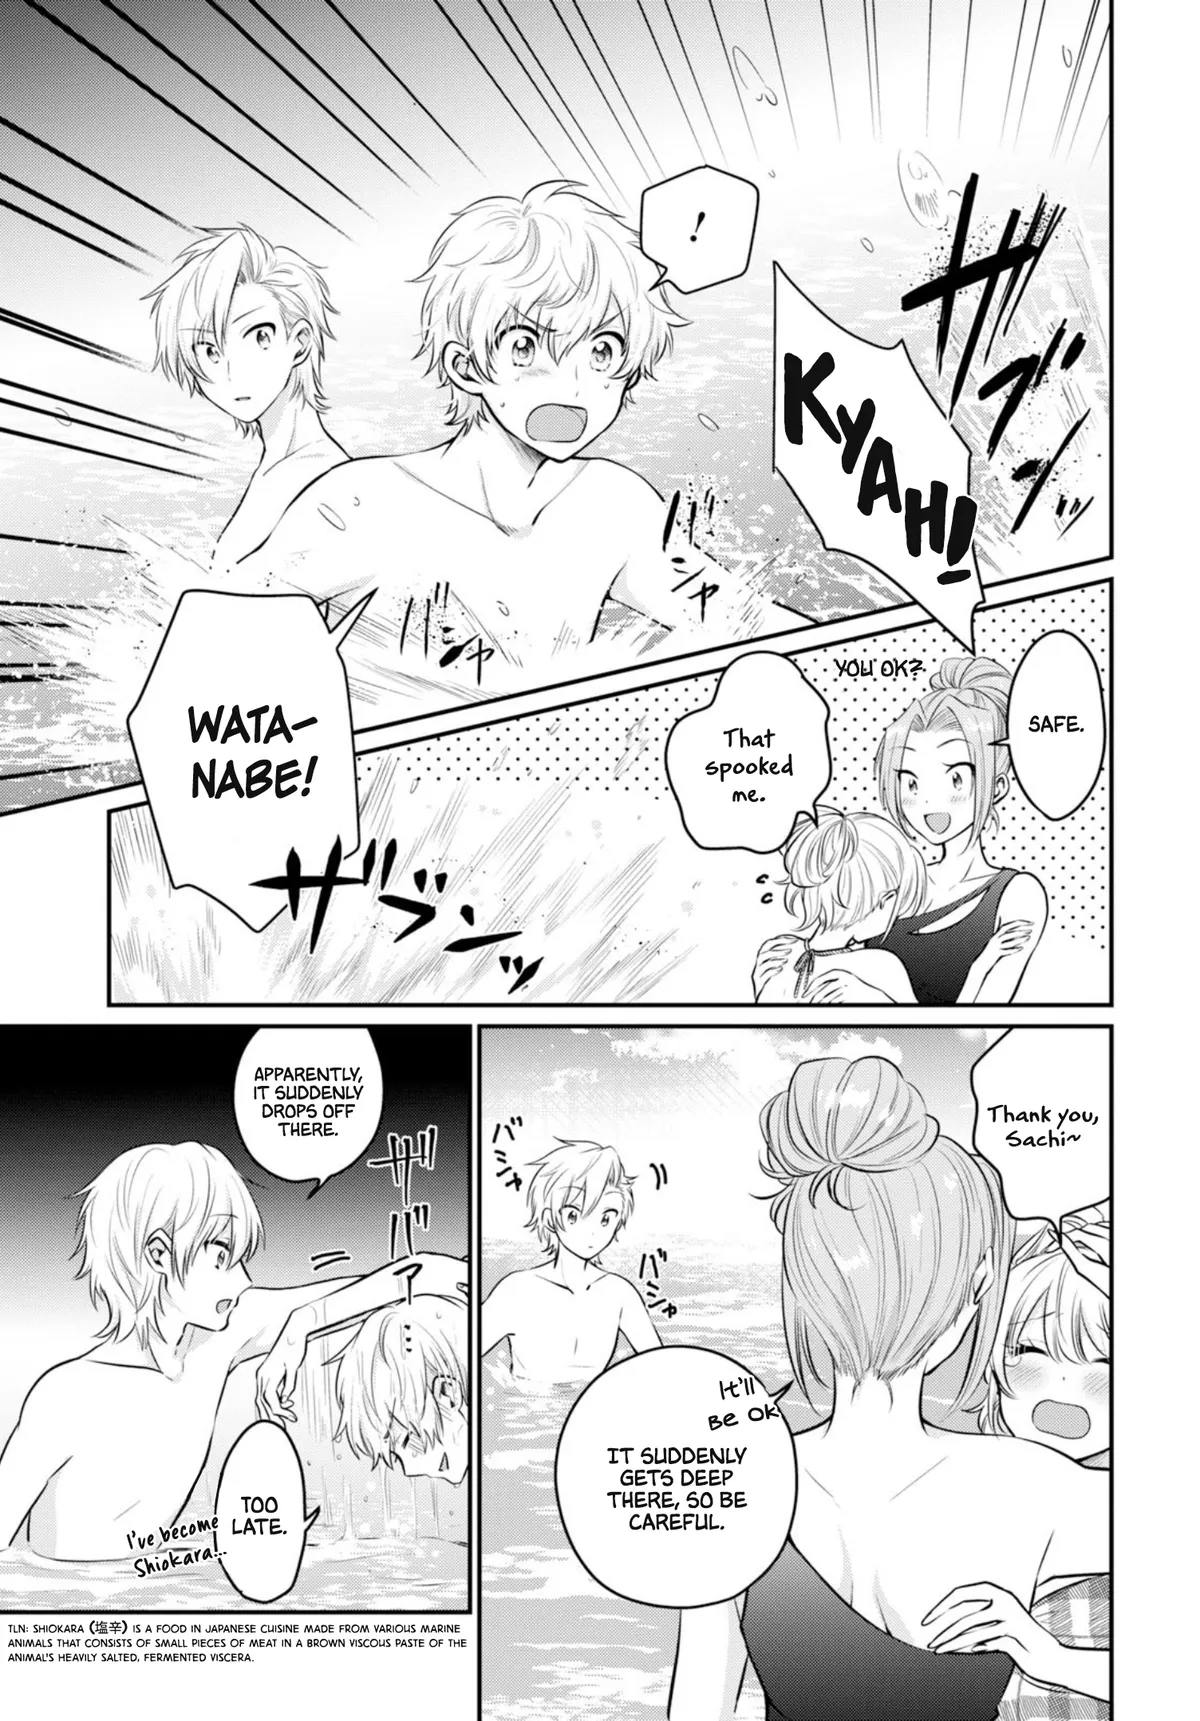 !
ザ
ブッ
KYAH!
バシャ
バシャ
WATA-
NABE!
SAFE.
YOU OK?
That
spooked
me.
ザブン
Thank you,
Sachi~
バシャ
バシャ
It'll
BE OK
IT SUDDENLY
GETS DEEP
THERE, SO BE
CAREFUL.
APPARENTLY,
IT SUDDENLY
DROPS OFF
THERE.
ザバァ
TOO
LATE.
I've become
Shiokara...
TLN: SHIOKARA (塩辛) IS A FOOD IN JAPANESE CUISINE MADE FROM VARIOUS MARINE
ANIMALS THAT CONSISTS OF SMALL PIECES OF MEAT IN A BROWN VISCOUS PASTE OF THE
ANIMAL'S HEAVILY SALTED, FERMENTED VISCERA.